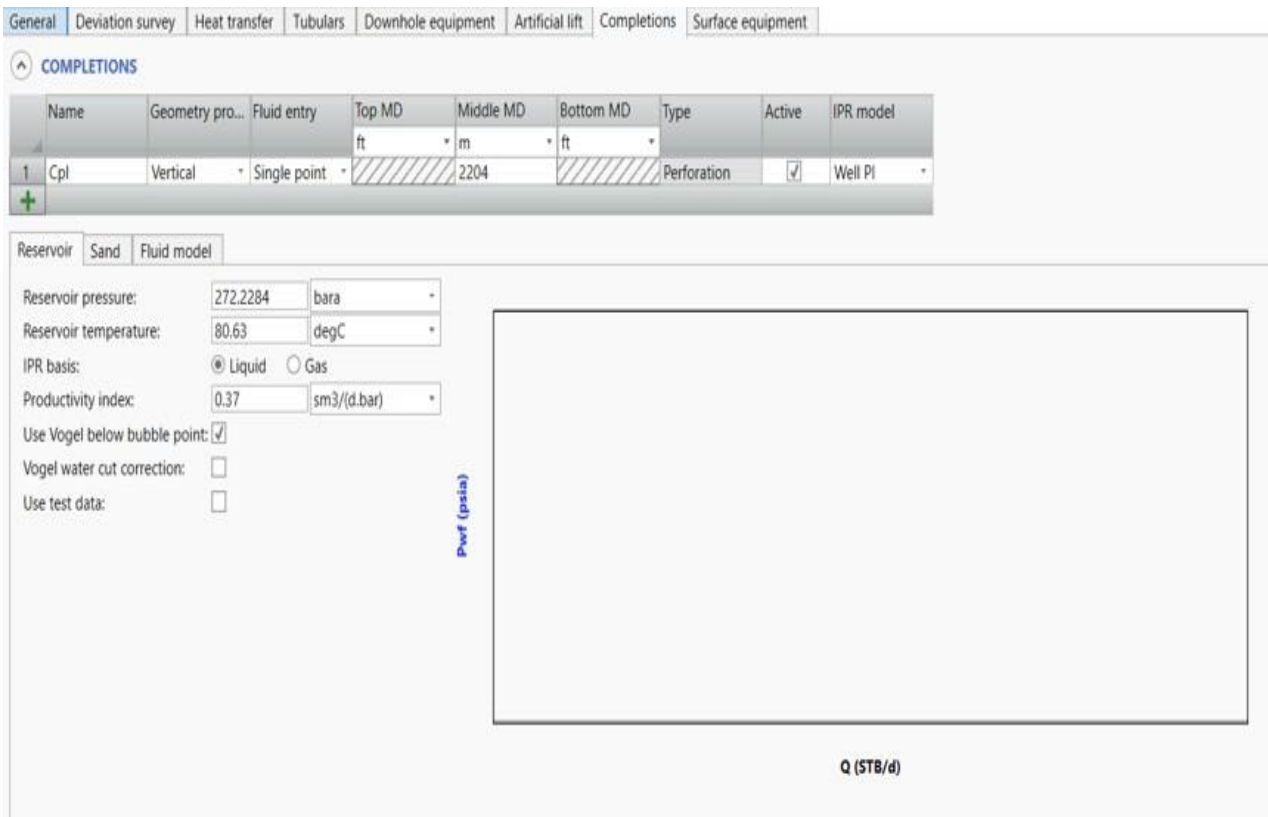 General Deviation survey Heat transfer Tubulars Downhole equipment Artificial lift Completions Surface equipment
COMPLETIONS
Name Geometry pro... Fluid entry Top MD Middle MD Bottom MD Type Active IPR model
ft m ft
1 Cpl Vertical Single point 2204 Perforation Well PI
Reservoir Sand Fluid model
Reservoir pressure: 272.2284 bara
Reservoir temperature: 80.63 degC
IPR basis: Liquid Gas
Productivity index: 0.37 sm3/(d.bar)
Use Vogel below bubble point:
Vogel water cut correction:
Use test data:
Pwf (psia)
Q (STB/d)